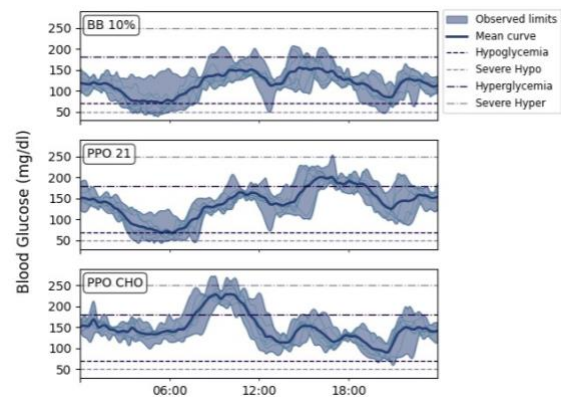 BB 10%
250
200
150
100
50
PPO 21
250
200
150
100
50
PPO CHO
250
200
150
100
50
06:00 12:00 18:00
Blood Glucose (mg/dl)
Observed limits
Mean curve
Hypoglycemia
Severe Hypo
Hyperglycemia
Severe Hyper